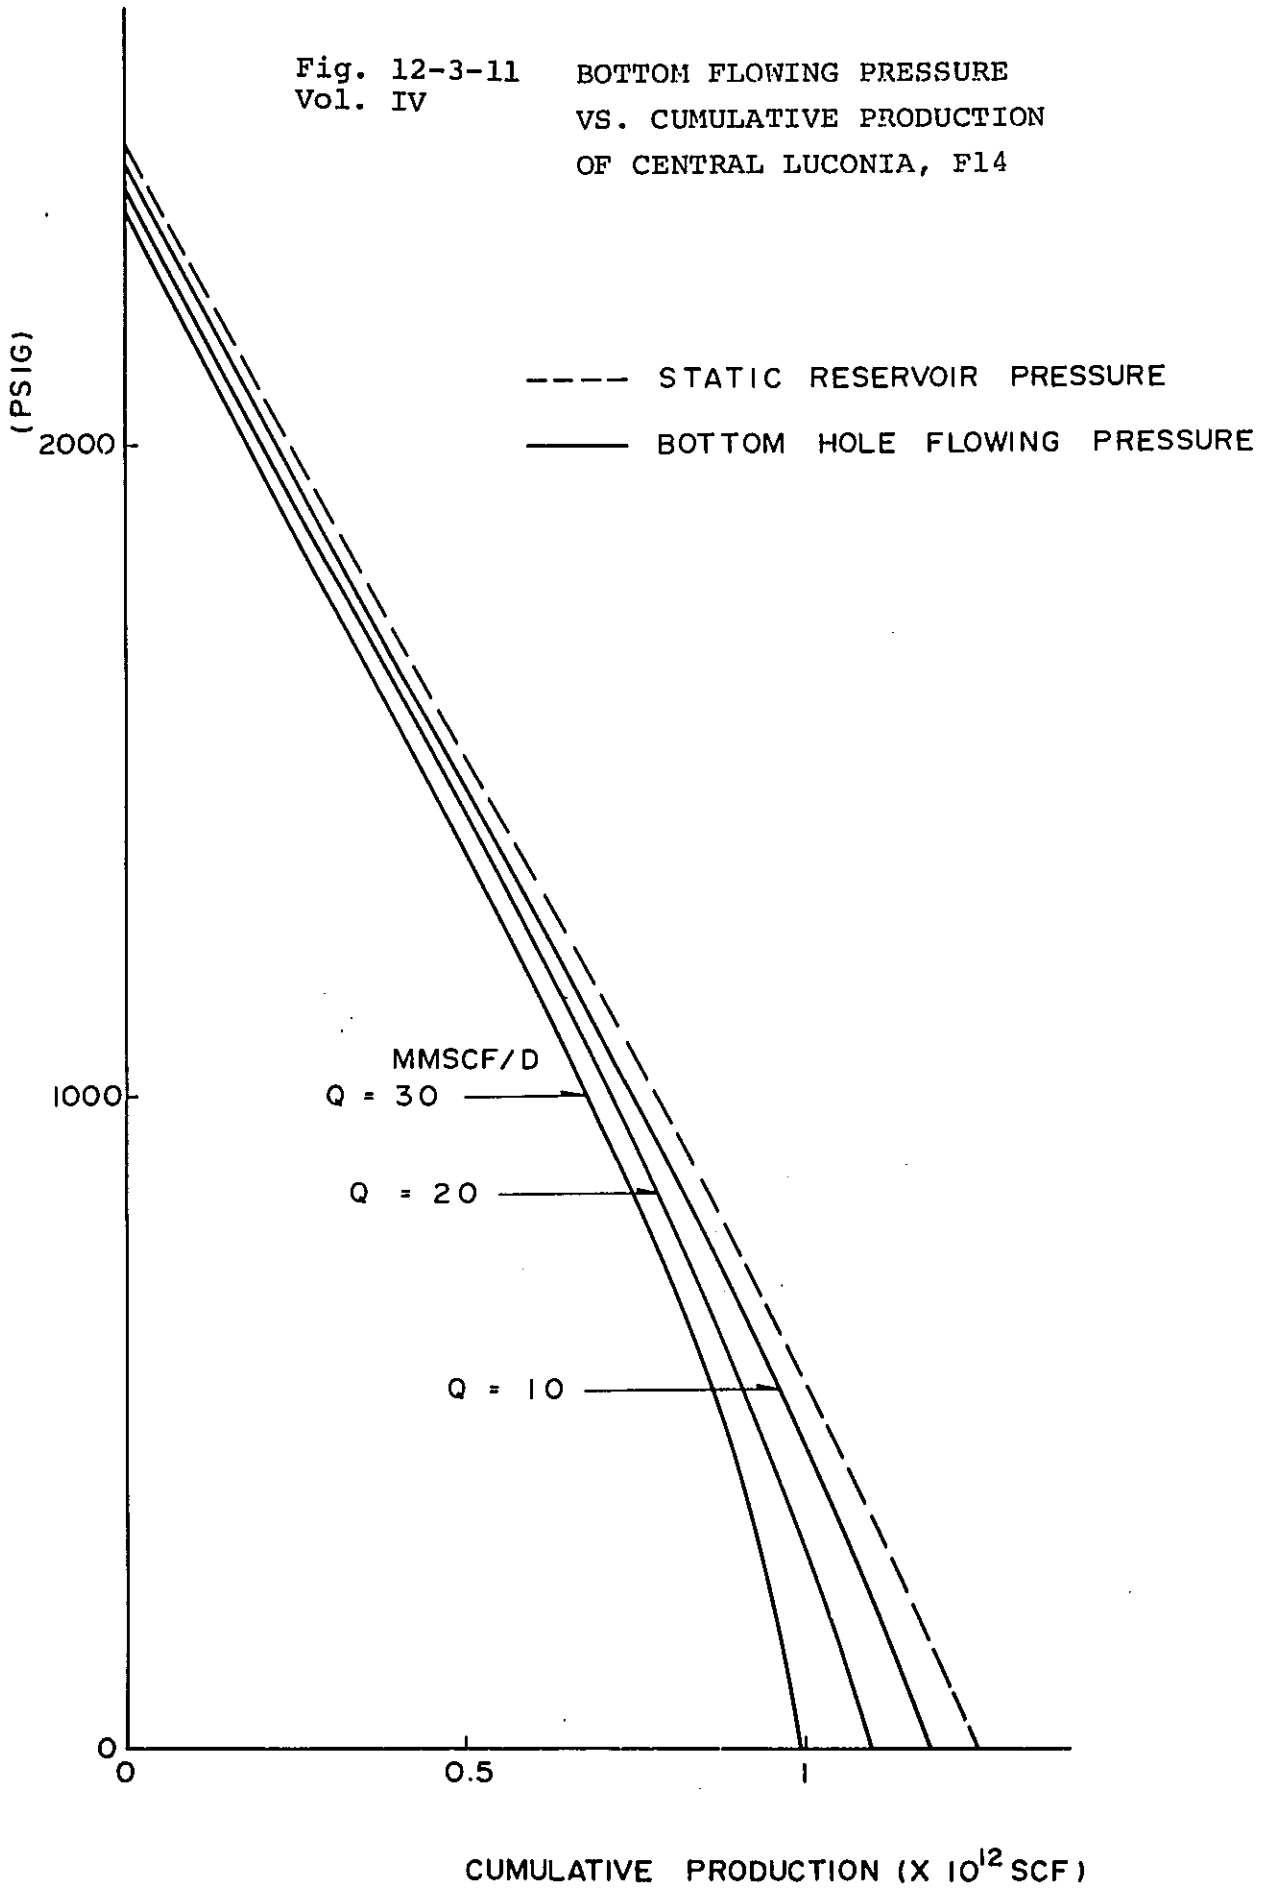 Fig. 12-3-11 BOTTOM FLOWING PRESSURE
Vol. IV VS. CUMULATIVE PRODUCTION
OF CENTRAL LUCONIA, F14
(PSIG)
---- STATIC RESERVOIR PRESSURE
BOTTOM HOLE FLOWING PRESSURE
2000
MMSCF/D
1000
Q = 30
Q = 20
Q = 10
0
0 0.5 1
CUMULATIVE PRODUCTION (X 10¹² SCF)